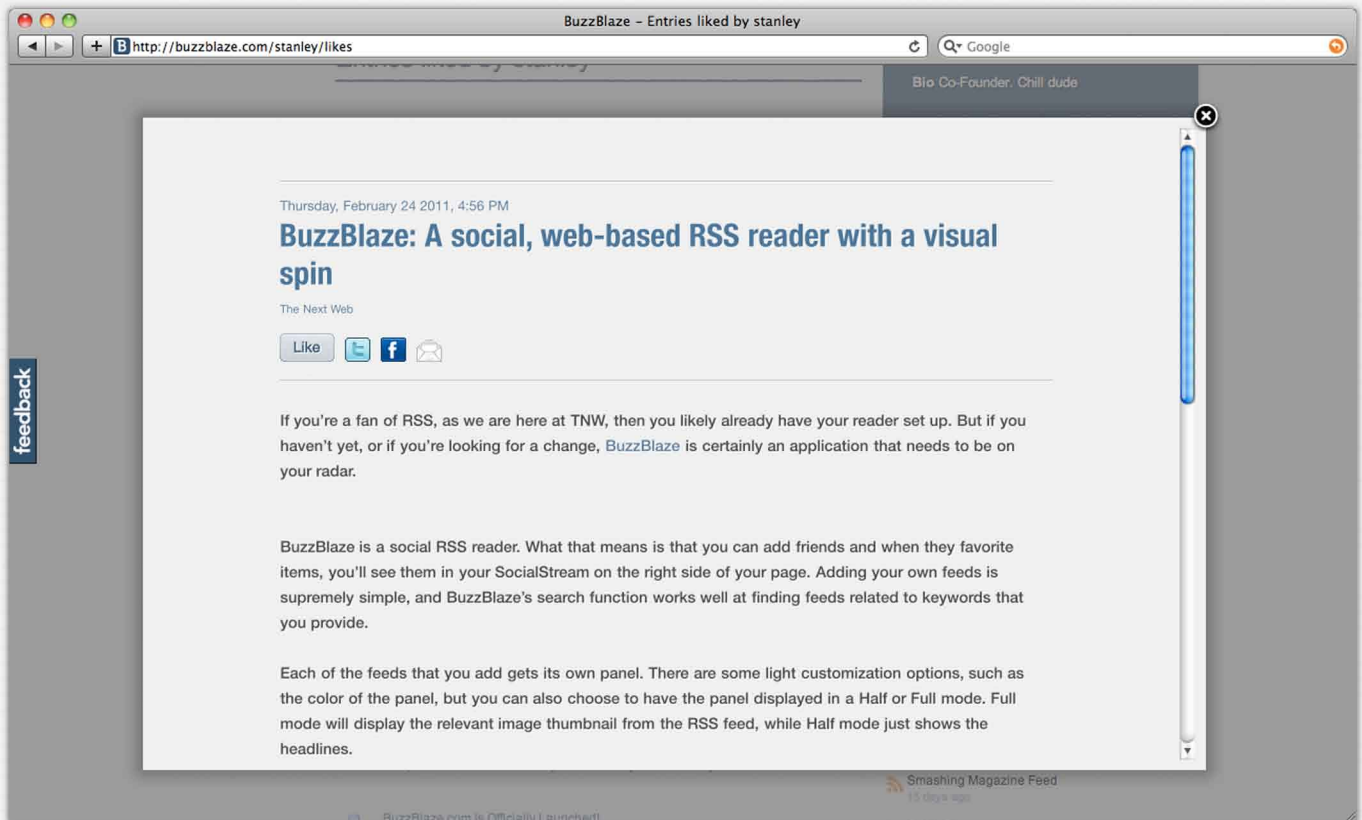 BuzzBlaze – Entries liked by stanley
http://buzzblaze.com/stanley/likes
Google
Entries liked by stanley
Bio Co-Founder. Chill dude
Thursday, February 24 2011, 4:56 PM
BuzzBlaze: A social, web-based RSS reader with a visual
spin
The Next Web
Like
feedback
If you're a fan of RSS, as we are here at TNW, then you likely already have your reader set up. But if you
haven't yet, or if you're looking for a change, BuzzBlaze is certainly an application that needs to be on
your radar.
BuzzBlaze is a social RSS reader. What that means is that you can add friends and when they favorite
items, you'll see them in your SocialStream on the right side of your page. Adding your own feeds is
supremely simple, and BuzzBlaze's search function works well at finding feeds related to keywords that
you provide.
Each of the feeds that you add gets its own panel. There are some light customization options, such as
the color of the panel, but you can also choose to have the panel displayed in a Half or Full mode. Full
mode will display the relevant image thumbnail from the RSS feed, while Half mode just shows the
headlines.
Smashing Magazine Feed
15 days ago
BuzzBlaze.com is Officially Launched!